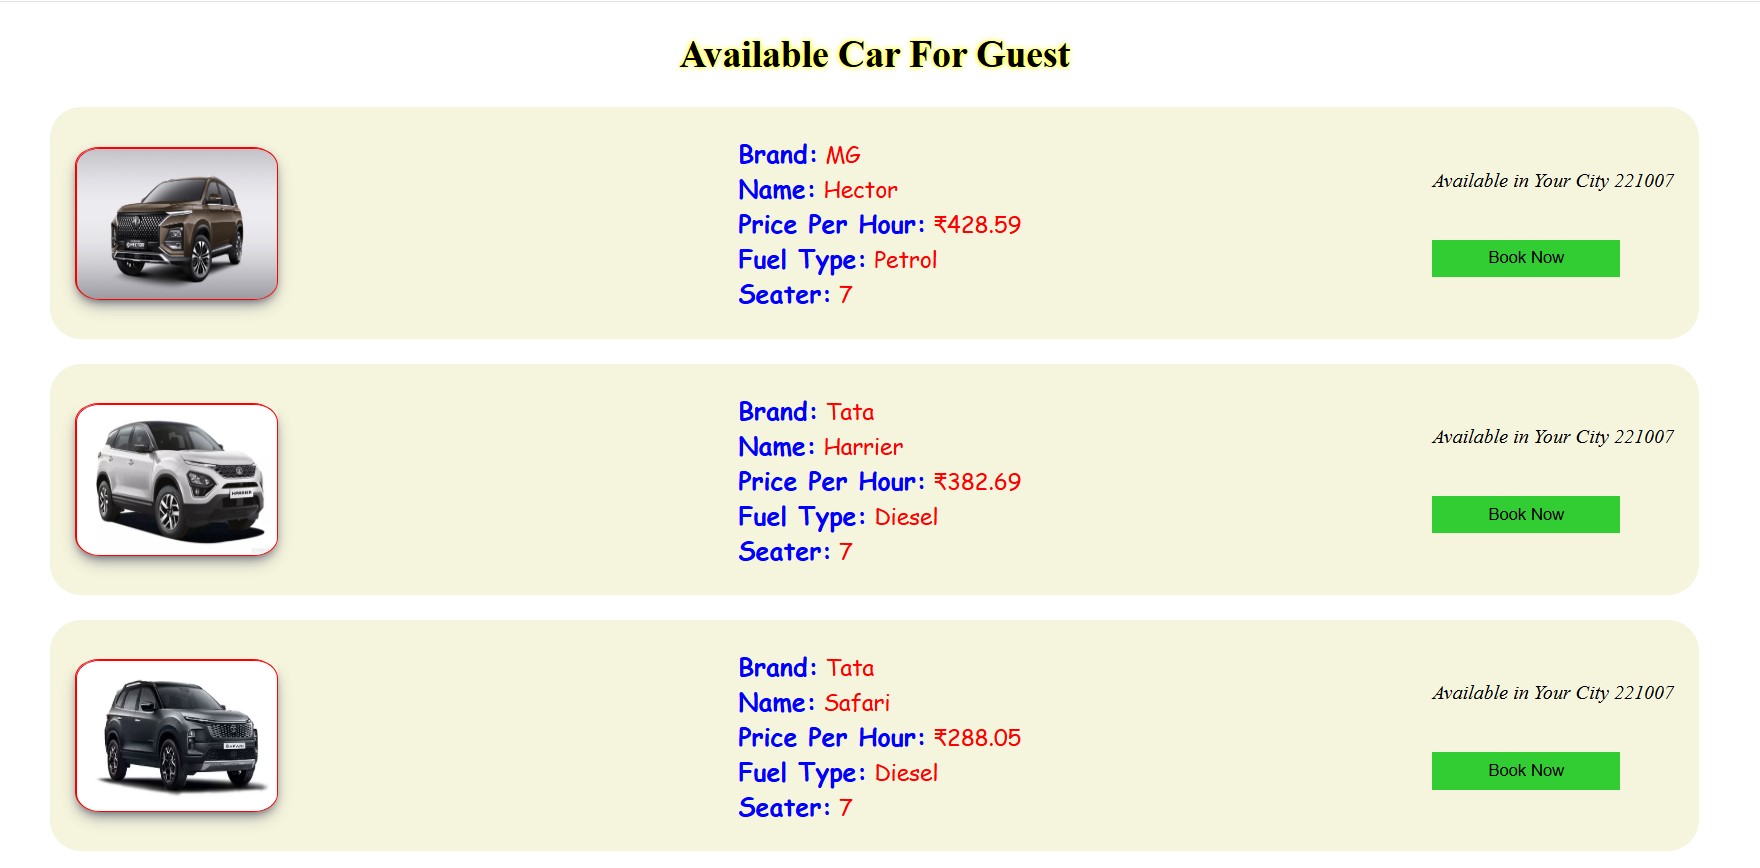 Available Car For Guest
Brand: MG
Name: Hector
Price Per Hour: ₹428.59
Fuel Type: Petrol
Seater: 7
Available in Your City 221007
Book Now
HECTOR
Brand: Tata
Name: Harrier
Price Per Hour: ₹382.69
Fuel Type: Diesel
Seater: 7
Available in Your City 221007
Book Now
HARRIER
Brand: Tata
Name: Safari
Price Per Hour: ₹288.05
Fuel Type: Diesel
Seater: 7
Available in Your City 221007
Book Now
SAFARI